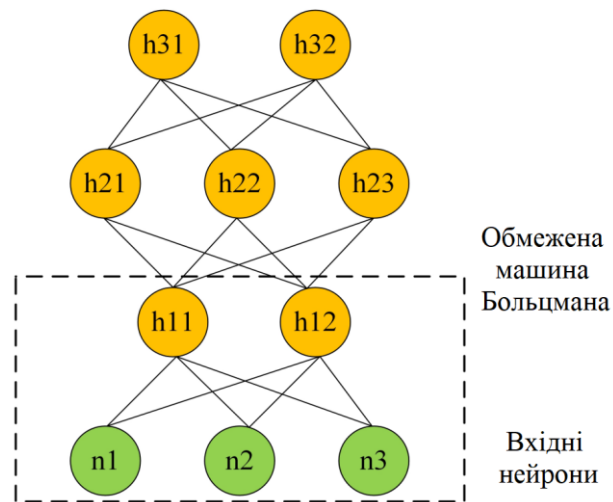 h31 h32
h21 h22 h23
Обмежена
машина
Больцмана
h11 h12
Вхідні
нейрони
n1 n2 n3